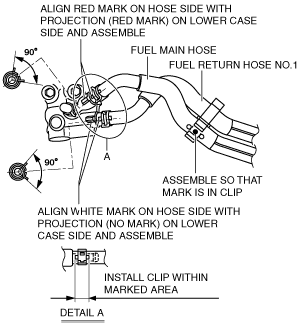 ALIGN RED MARK ON HOSE SIDE WITH
PROJECTION (RED MARK) ON LOWER CASE
SIDE AND ASSEMBLE
90°
FUEL MAIN HOSE
FUEL RETURN HOSE NO.1
A
90°
ASSEMBLE SO THAT
MARK IS IN CLIP
ALIGN WHITE MARK ON HOSE SIDE WITH
PROJECTION (NO MARK) ON LOWER
CASE SIDE AND ASSEMBLE
INSTALL CLIP WITHIN
MARKED AREA
DETAIL A